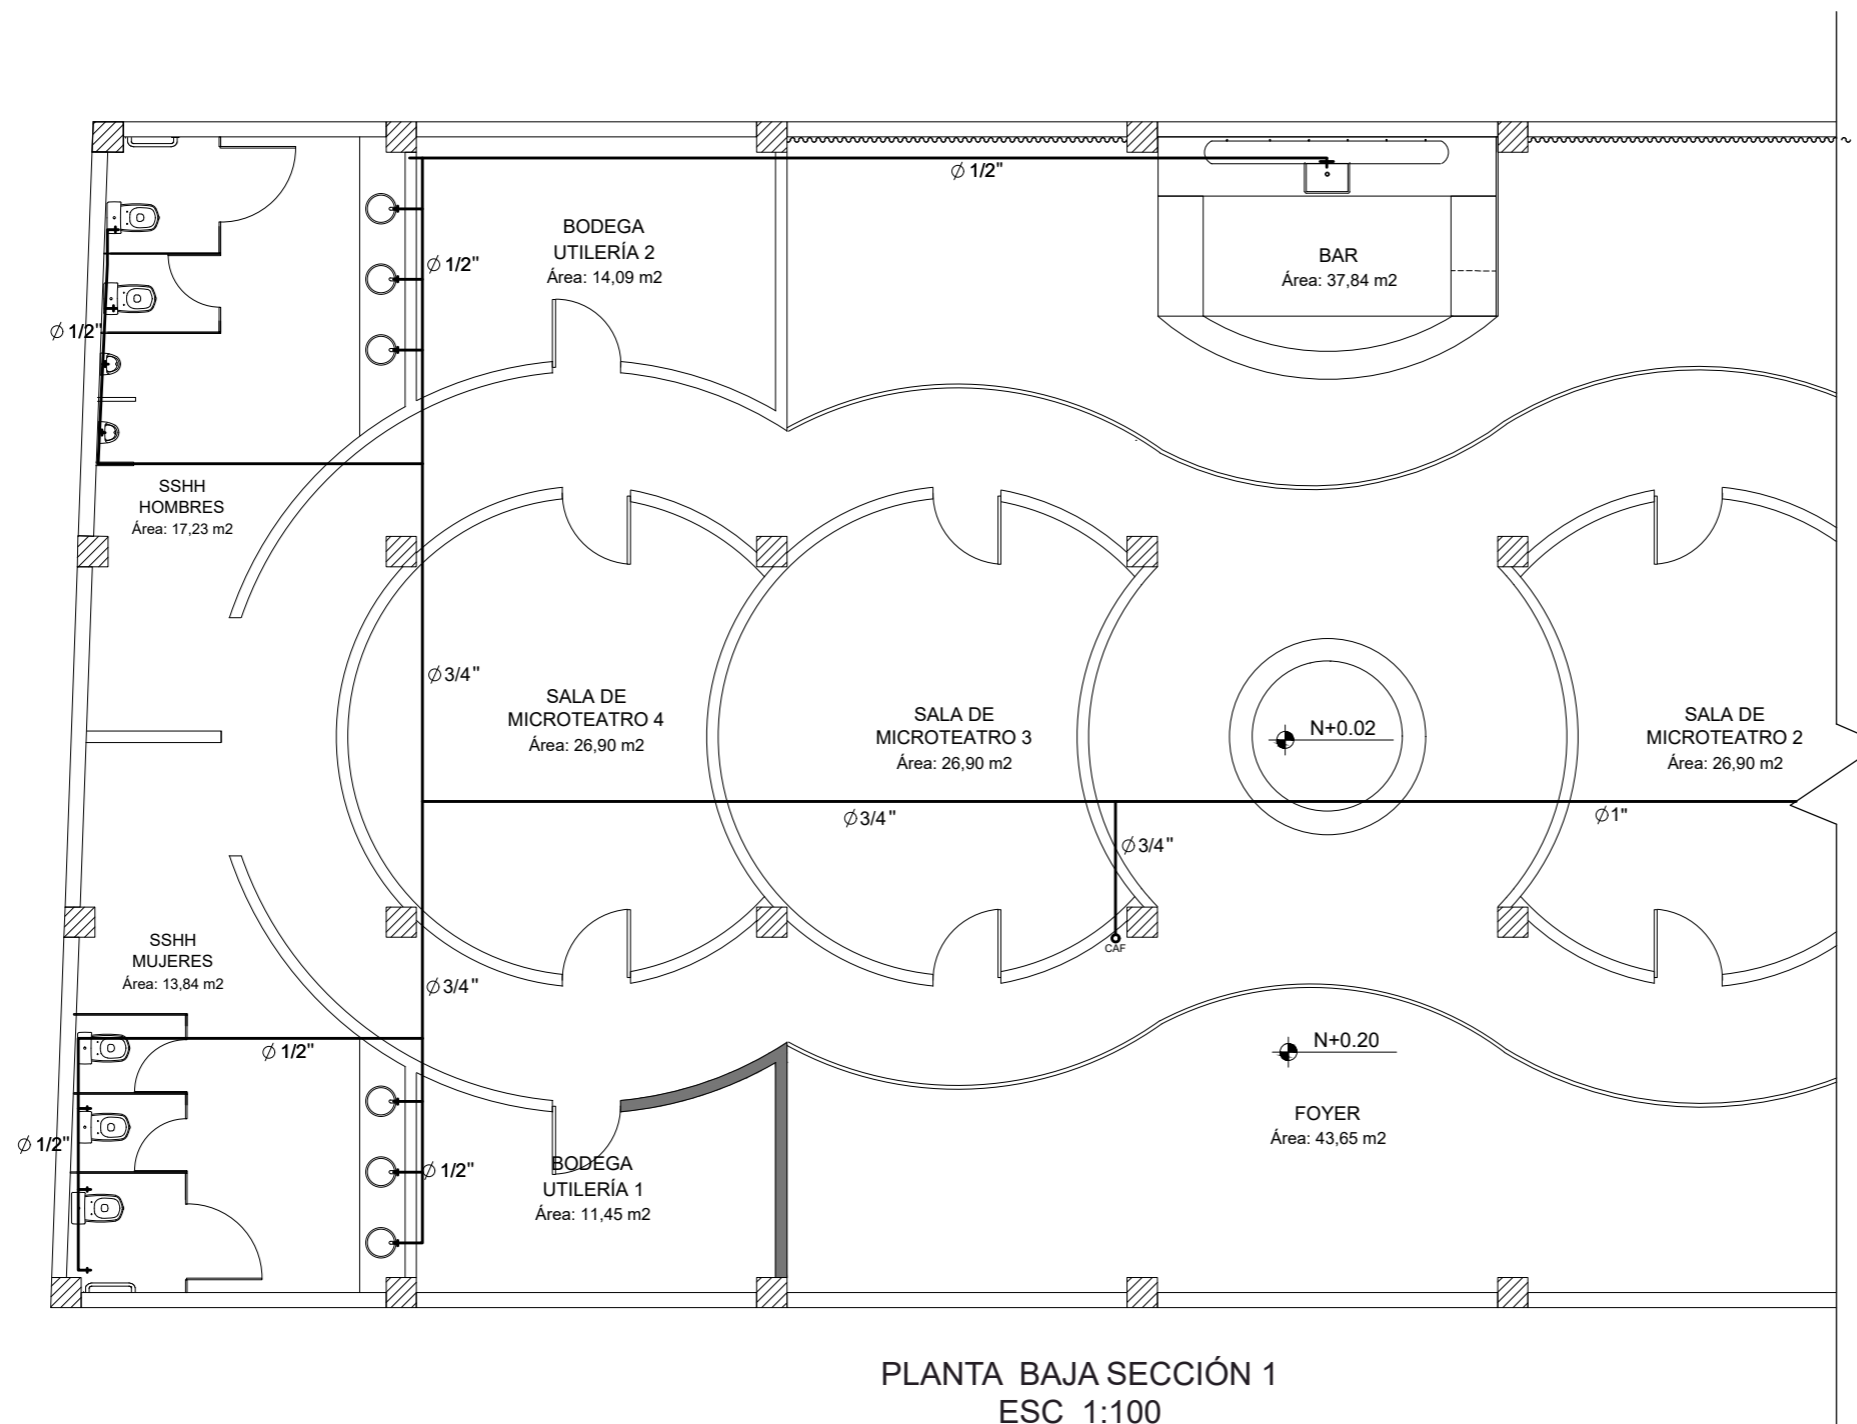 ∅ 1/2"
BODEGA
UTILERÍA 2
Área: 14,09 m2
∅ 1/2"
BAR
Área: 37,84 m2
∅ 1/2"
SSHH
HOMBRES
Área: 17,23 m2
∅3/4"
SALA DE
MICROTEATRO 4
Área: 26,90 m2
SALA DE
MICROTEATRO 3
Área: 26,90 m2
N+0.02
SALA DE
MICROTEATRO 2
Área: 26,90 m2
∅3/4"
∅3/4"
∅1"
CAF
SSHH
MUJERES
Área: 13,84 m2
∅3/4"
∅ 1/2"
N+0.20
FOYER
Área: 43,65 m2
∅ 1/2"
∅ 1/2"
BODEGA
UTILERÍA 1
Área: 11,45 m2
PLANTA BAJA SECCIÓN 1
ESC 1:100